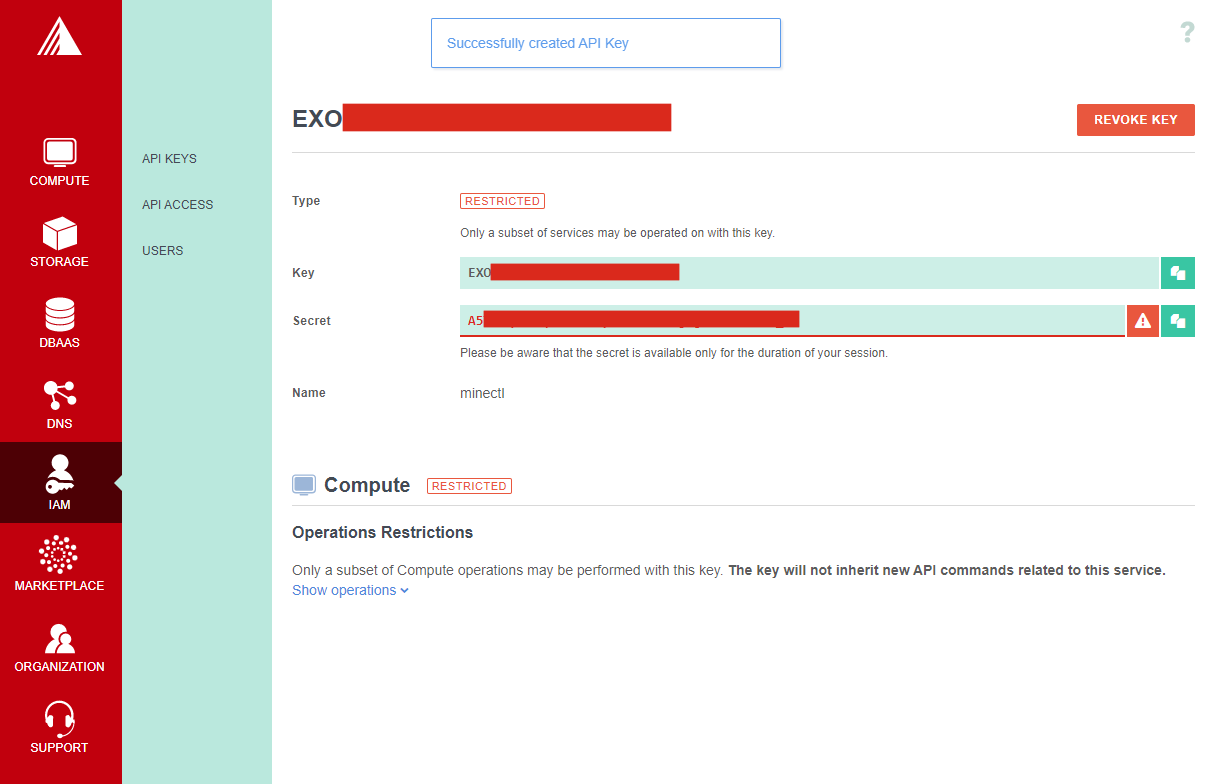 Successfully created API Key
?
EXO
REVOKE KEY
COMPUTE
STORAGE
DBAAS
DNS
IAM
MARKETPLACE
ORGANIZATION
SUPPORT
API KEYS
API ACCESS
USERS
Type
RESTRICTED
Only a subset of services may be operated on with this key.
Key
EXO
Secret
A5
Please be aware that the secret is available only for the duration of your session.
Name
minectl
Compute
RESTRICTED
Operations Restrictions
Only a subset of Compute operations may be performed with this key. The key will not inherit new API commands related to this service.
Show operations